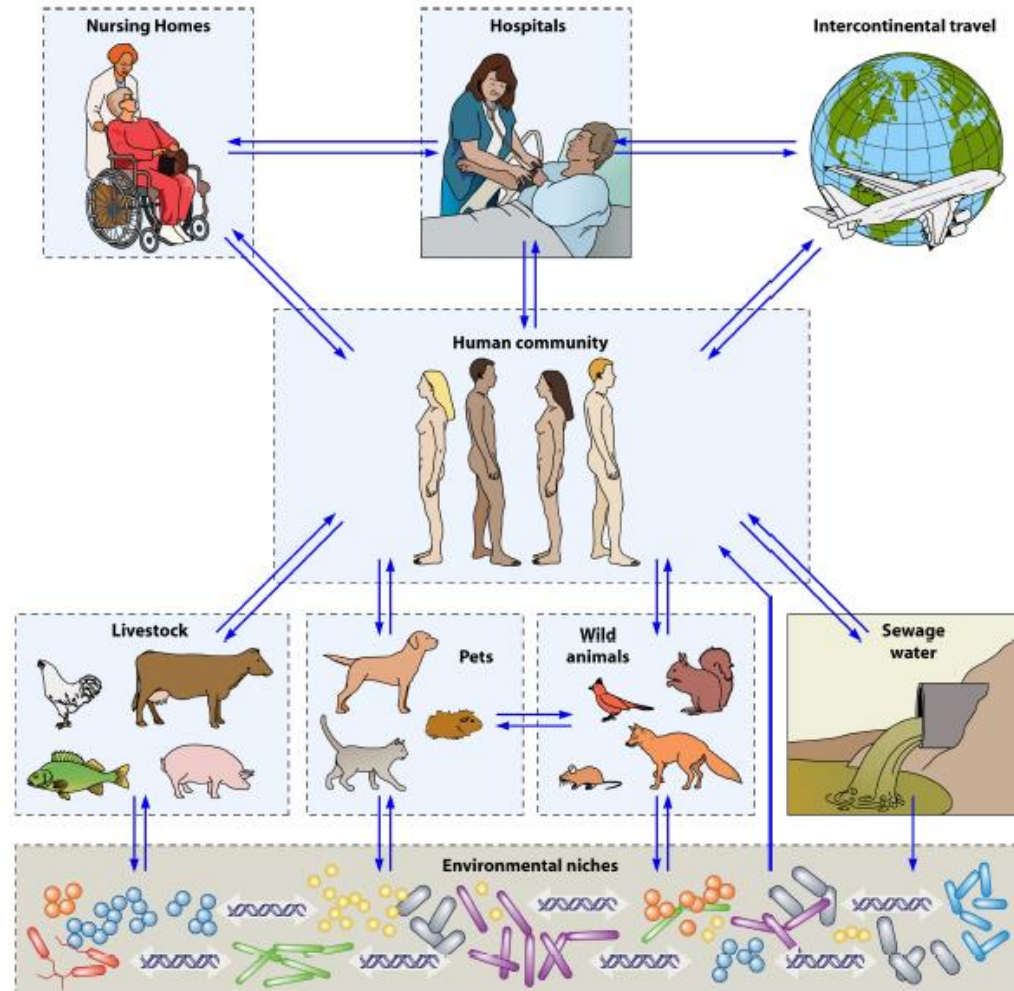 Nursing Homes
Hospitals
Intercontinental travel
Human community
Livestock
Pets
Wild
animals
Sewage
water
Environmental niches